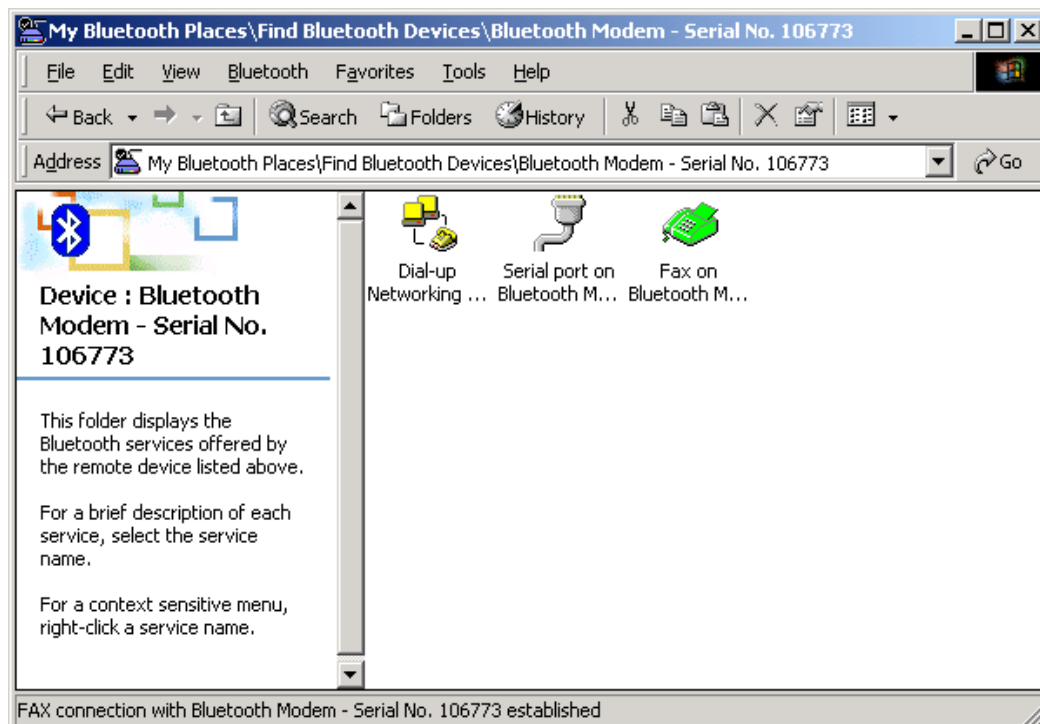 My Bluetooth Places\Find Bluetooth Devices\Bluetooth Modem - Serial No. 106773
File Edit View Bluetooth Favorites Tools Help
Back Search Folders History
Address My Bluetooth Places\Find Bluetooth Devices\Bluetooth Modem - Serial No. 106773 Go
Device : Bluetooth
Modem - Serial No.
106773
This folder displays the
Bluetooth services offered by
the remote device listed above.
For a brief description of each
service, select the service
name.
For a context sensitive menu,
right-click a service name.
Dial-up
Networking ...
Serial port on
Bluetooth M...
Fax on
Bluetooth M...
FAX connection with Bluetooth Modem - Serial No. 106773 established